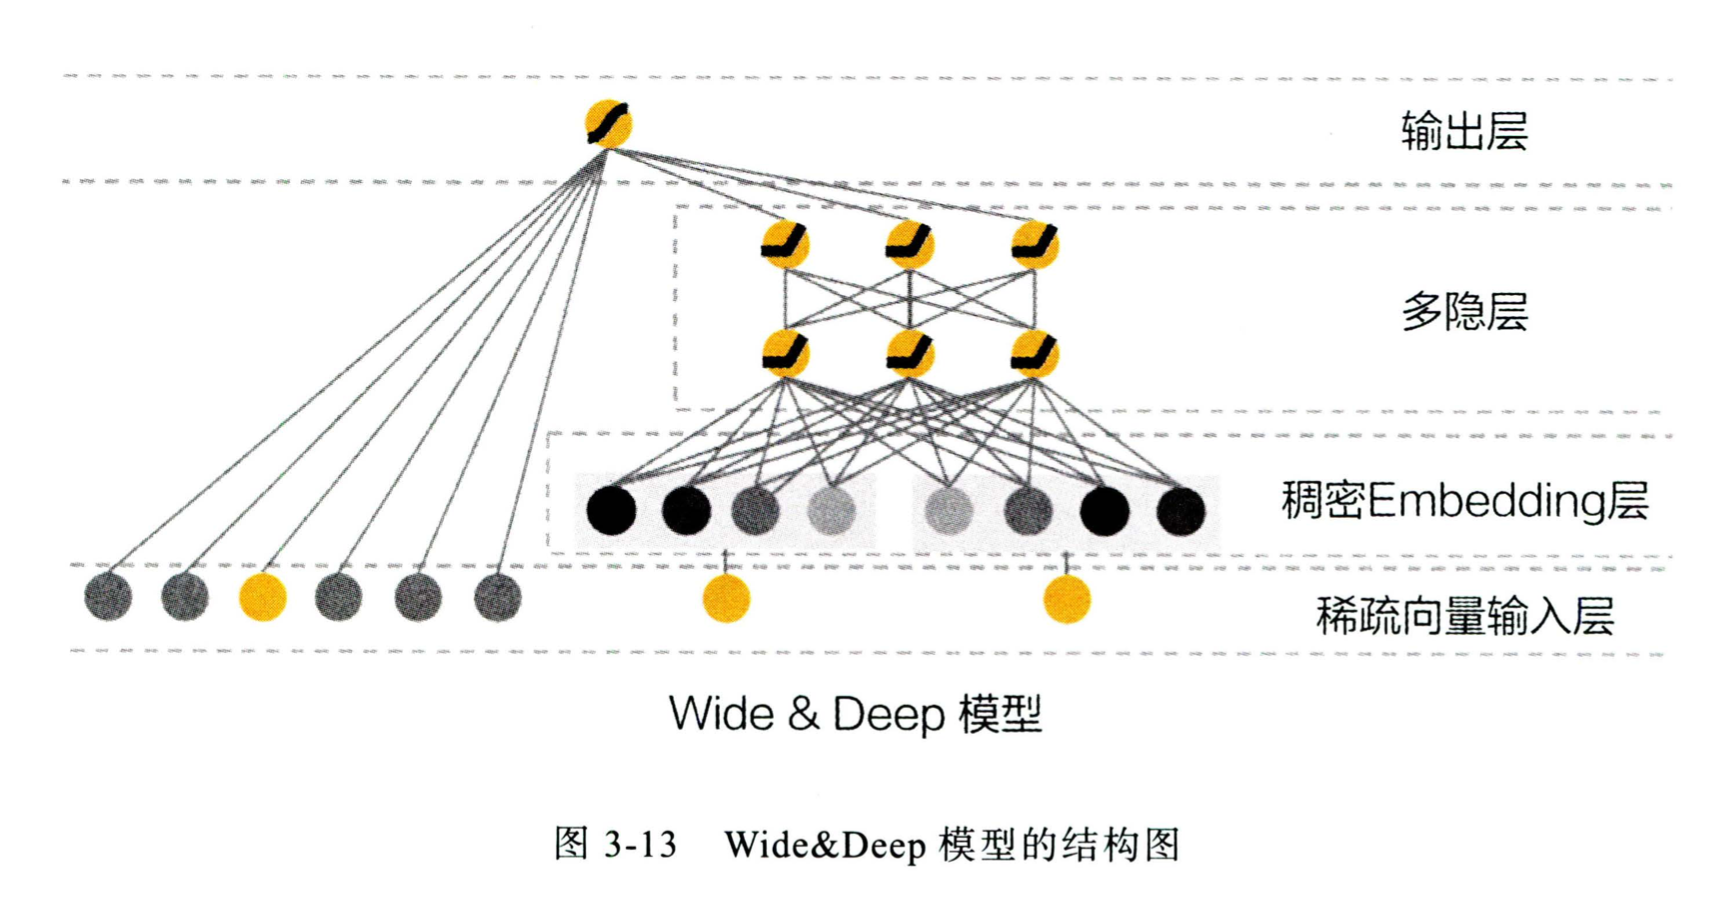 输出层
多隐层
稠密Embedding层
稀疏向量输入层
Wide & Deep 模型
图 3-13 Wide&Deep 模型的结构图